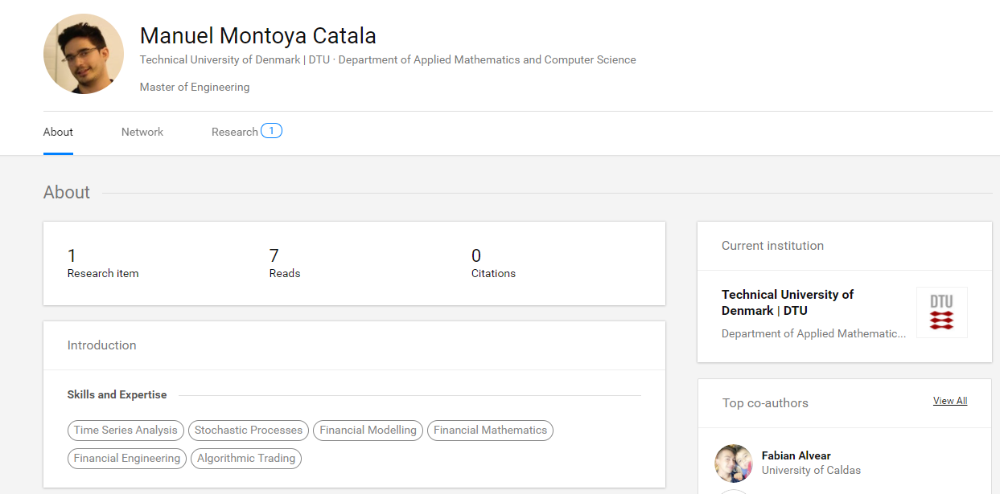 Manuel Montoya Catala
Technical University of Denmark | DTU · Department of Applied Mathematics and Computer Science
Master of Engineering
About
Network
Research 1
About
1
Research item
7
Reads
0
Citations
Introduction
Skills and Expertise
Time Series Analysis
Stochastic Processes
Financial Modelling
Financial Mathematics
Financial Engineering
Algorithmic Trading
Current institution
Technical University of
Denmark | DTU
Department of Applied Mathematic...
DTU
Top co-authors
View All
Fabian Alvear
University of Caldas